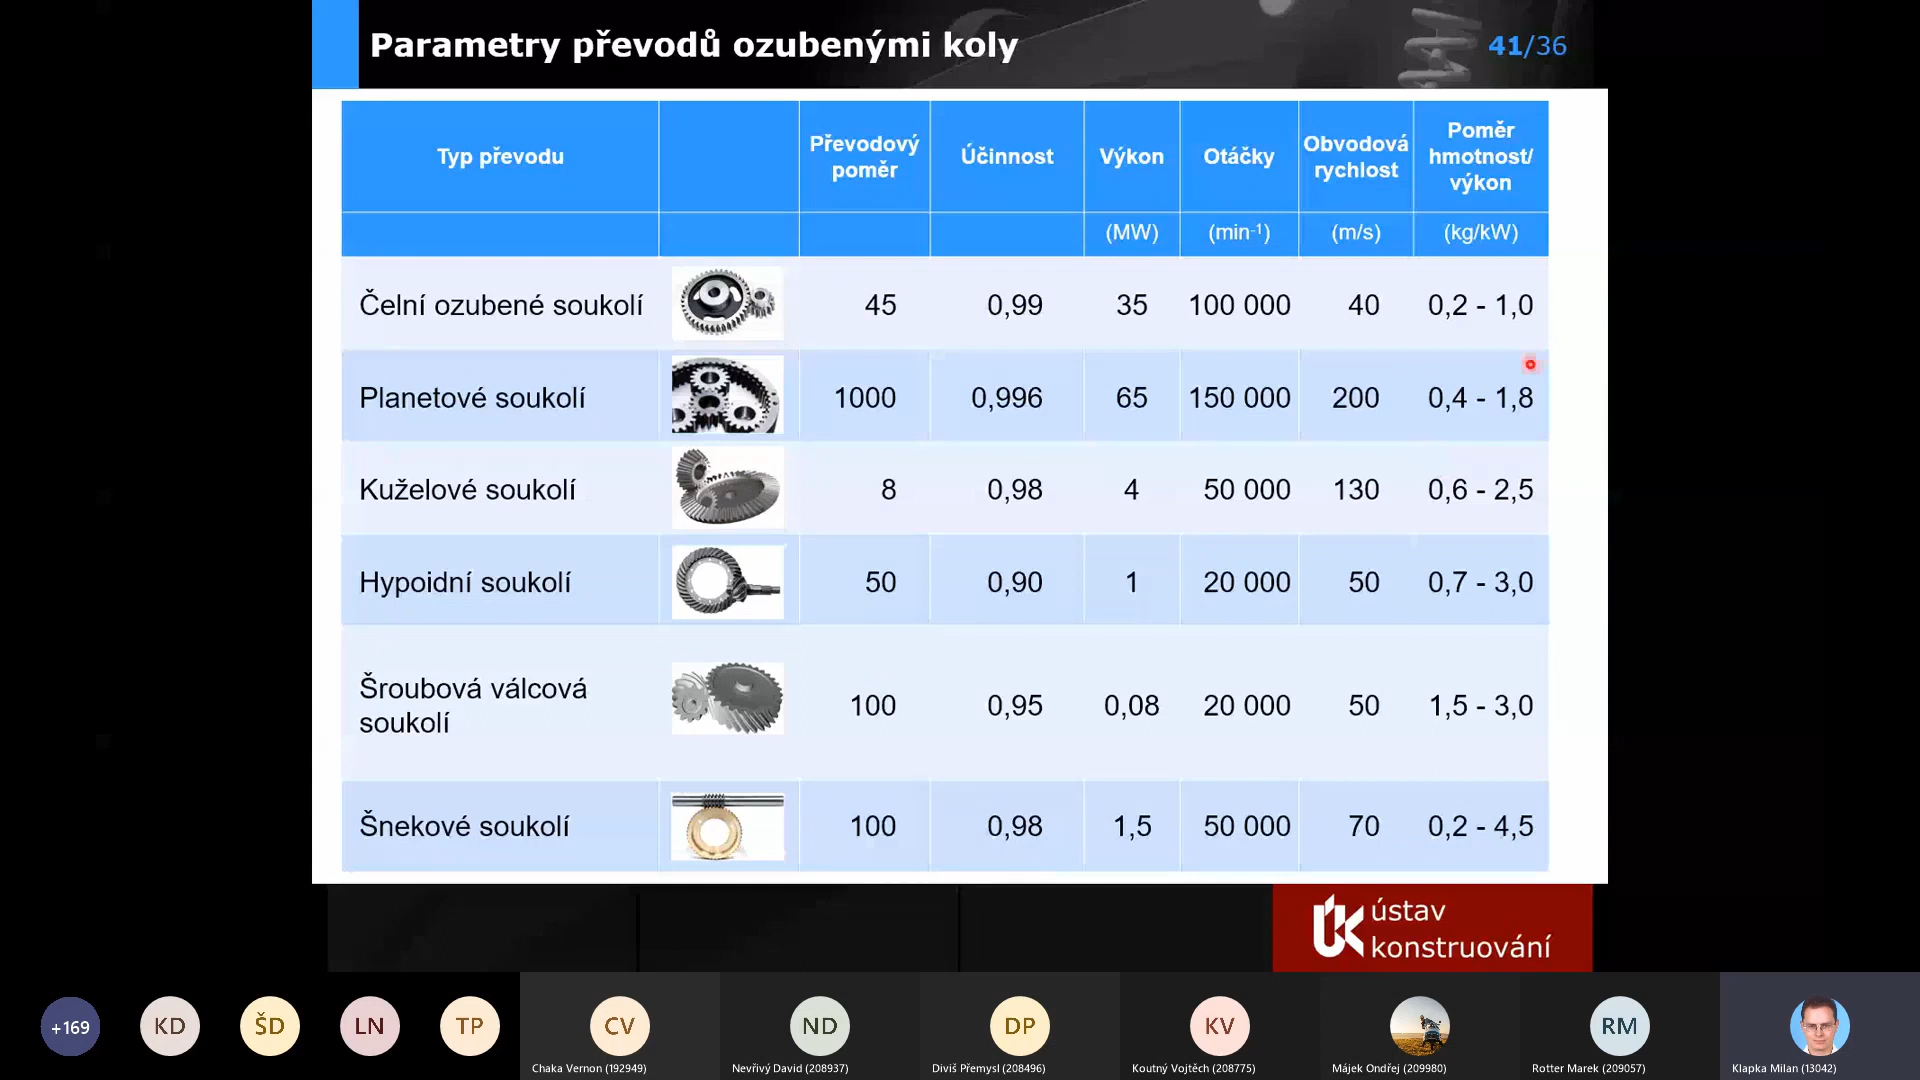 Parametry převodů ozubenými koly
41/36
Typ převodu
Převodový poměr
Účinnost
Výkon
Otáčky
Obvodová rychlost
Poměr hmotnost/ výkon
(MW) (min-1) (m/s) (kg/kW)
Čelní ozubené soukolí 45 0,99 35 100 000 40 0,2 - 1,0
Planetové soukolí 1000 0,996 65 150 000 200 0,4 - 1,8
Kuželové soukolí 8 0,98 4 50 000 130 0,6 - 2,5
Hypoidní soukolí 50 0,90 1 20 000 50 0,7 - 3,0
Šroubová válcová soukolí 100 0,95 0,08 20 000 50 1,5 - 3,0
Šnekové soukolí 100 0,98 1,5 50 000 70 0,2 - 4,5
ÚK ústav
konstruování
+169 KD ŠD LN TP CV ND DP KV RM
Chaka Vernon (192949) Nevřivý David (208937) Diviš Přemysl (208496) Koutný Vojtěch (208775) Májek Ondřej (209980) Rotter Marek (209057) Klapka Milan (13042)